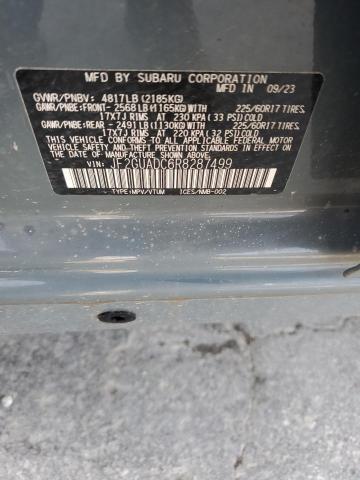 MFD BY SUBARU CORPORATION 09/23
GVWR/PNBV: 4817LB(2185KG)
GAWR/PNBE:FRONT-2568LB(1165KG)WITH 225/60R17 TIRES.
17X7J RIMS AT 230 KPA(33 PSI)COLD
GAWR/PNBE:REAR -2491LB(1130KG)WITH 225/60R17 TIRES.
17X7J RIMS AT 220 KPA(32 PSI)COLD
THIS VEHICLE CONFORMS TO ALL APPLICABLE FEDERAL MOTOR
VEHICLE SAFETY, BUMPER, AND THEFT PREVENTION STANDARDS
IN EFFECT ON THE DATE OF MANUFACTURE SHOWN ABOVE.
VIN: JF2GUADC6R8287499
TYPE:MPV/VTUM ICES/NMB-002